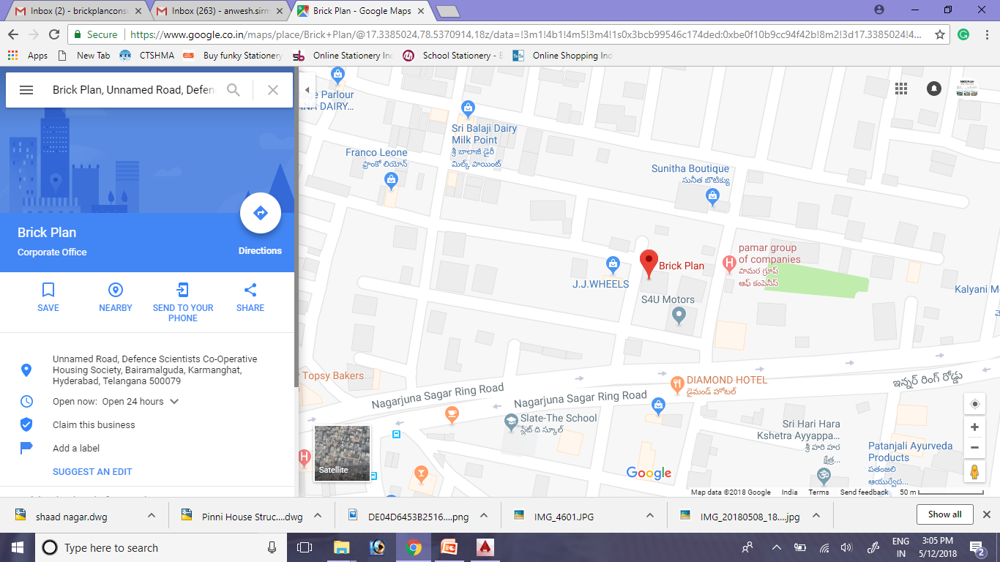 Inbox (2) - brickplancons
Inbox (263) - anwesh.sirm
Brick Plan - Google Maps
Secure
https://www.google.co.in/maps/place/Brick+Plan/@17.3385024,78.5370914,18z/data=!3m1!4b1!4m5!3m4!1s0x3bcb99546c174ded:0xbe0f10b9cc94f42b!8m2!3d17.3385024!4...
Apps
New Tab
CTSHMA
Buy funky Stationery
Online Stationery Inc
School Stationery - E
Online Shopping Ind
Brick Plan, Unnamed Road, Defen
Brick Plan
Corporate Office
Directions
SAVE
NEARBY
SEND TO YOUR
PHONE
SHARE
Unnamed Road, Defence Scientists Co-Operative
Housing Society, Bairamalguda, Karmanghat,
Hyderabad, Telangana 500079
Open now: Open 24 hours
Claim this business
Add a label
SUGGEST AN EDIT
Parlour
DAIRY...
Sri Balaji Dairy
Milk Point
శ్రీ బాలాజీ డైరీ
మిల్క్ పాయింట్
Franco Leone
ఫ్రాంకో లియోన్
Sunitha Boutique
సునీత బొటిక్యు
pamar group
of companies
పామర గ్రూప్
ఆఫ్ కంపెనీస్
Brick Plan
J.J.WHEELS
S4U Motors
Kalyani M
Topsy Bakers
DIAMOND HOTEL
డైమండ్ హోటల్
ఇన్నర్ రింగ్ రోడ్డు
Nagarjuna Sagar Ring Road
Nagarjuna Sagar Ring Road
Slate-The School
స్లేట్ ది స్కూల్
Sri Hari Hara
Kshetra Ayyappa...
శ్రీ హరి హర
క్షేత్ర...
Patanjali Ayurveda
Products
పతంజలి
ఆయుర్వేద...
Satellite
Google
Map data ©2018 Google
India
Terms
Send feedback
50 m
shaad nagar.dwg
Pinni House Struc....dwg
DE04D6453B2516....png
IMG_4601.JPG
IMG_20180508_18....jpg
Show all
Type here to search
ENG
IN
3:05 PM
5/12/2018
2